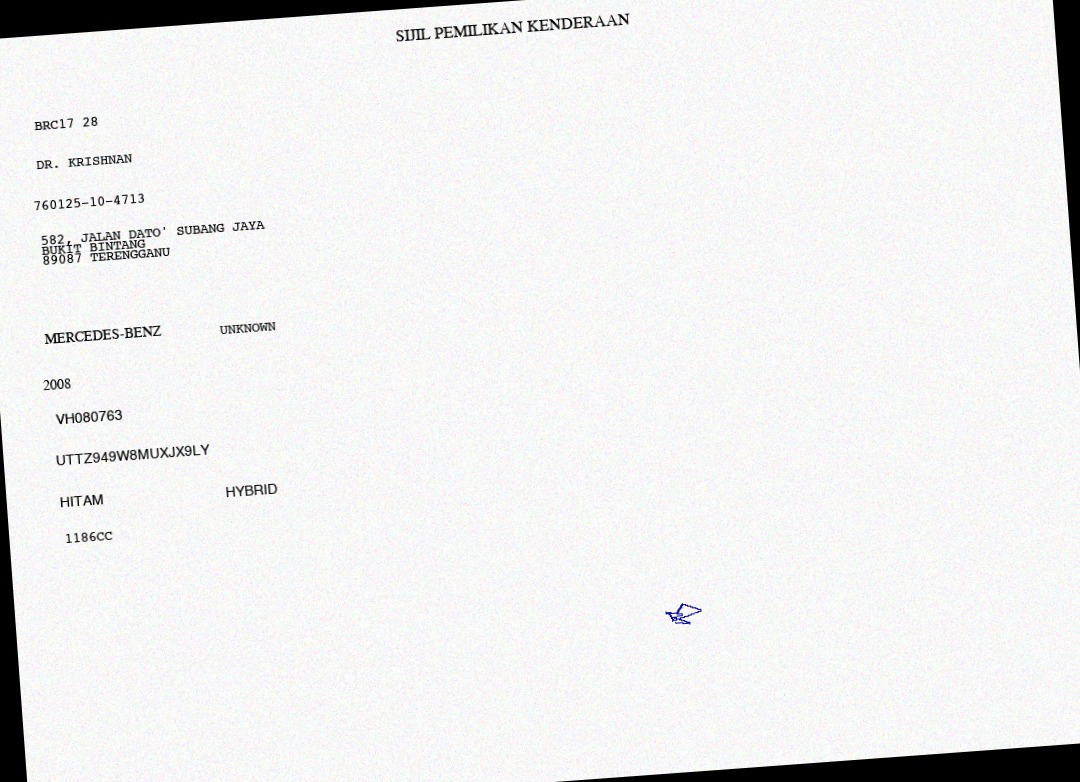 SIJIL PEMILIKAN KENDERAAN
BRC17 28
DR. KRISHNAN
760125-10-4713
582, JALAN DATO' SUBANG JAYA
BUKIT BINTANG
89087 TERENGGANU
MERCEDES-BENZ UNKNOWN
2008
VH080763
UTTZ949W8MUXJX9LY
HITAM HYBRID
1186CC